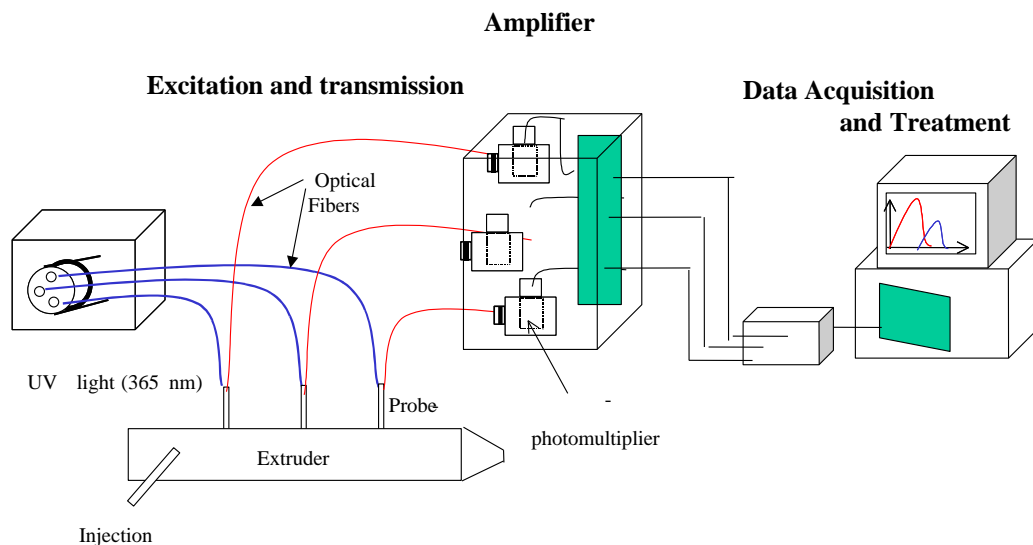 Amplifier
Excitation and transmission
Data Acquisition
and Treatment
Optical
Fibers
UV light (365 nm)
Probe-
-
photomultiplier
Extruder
Injection